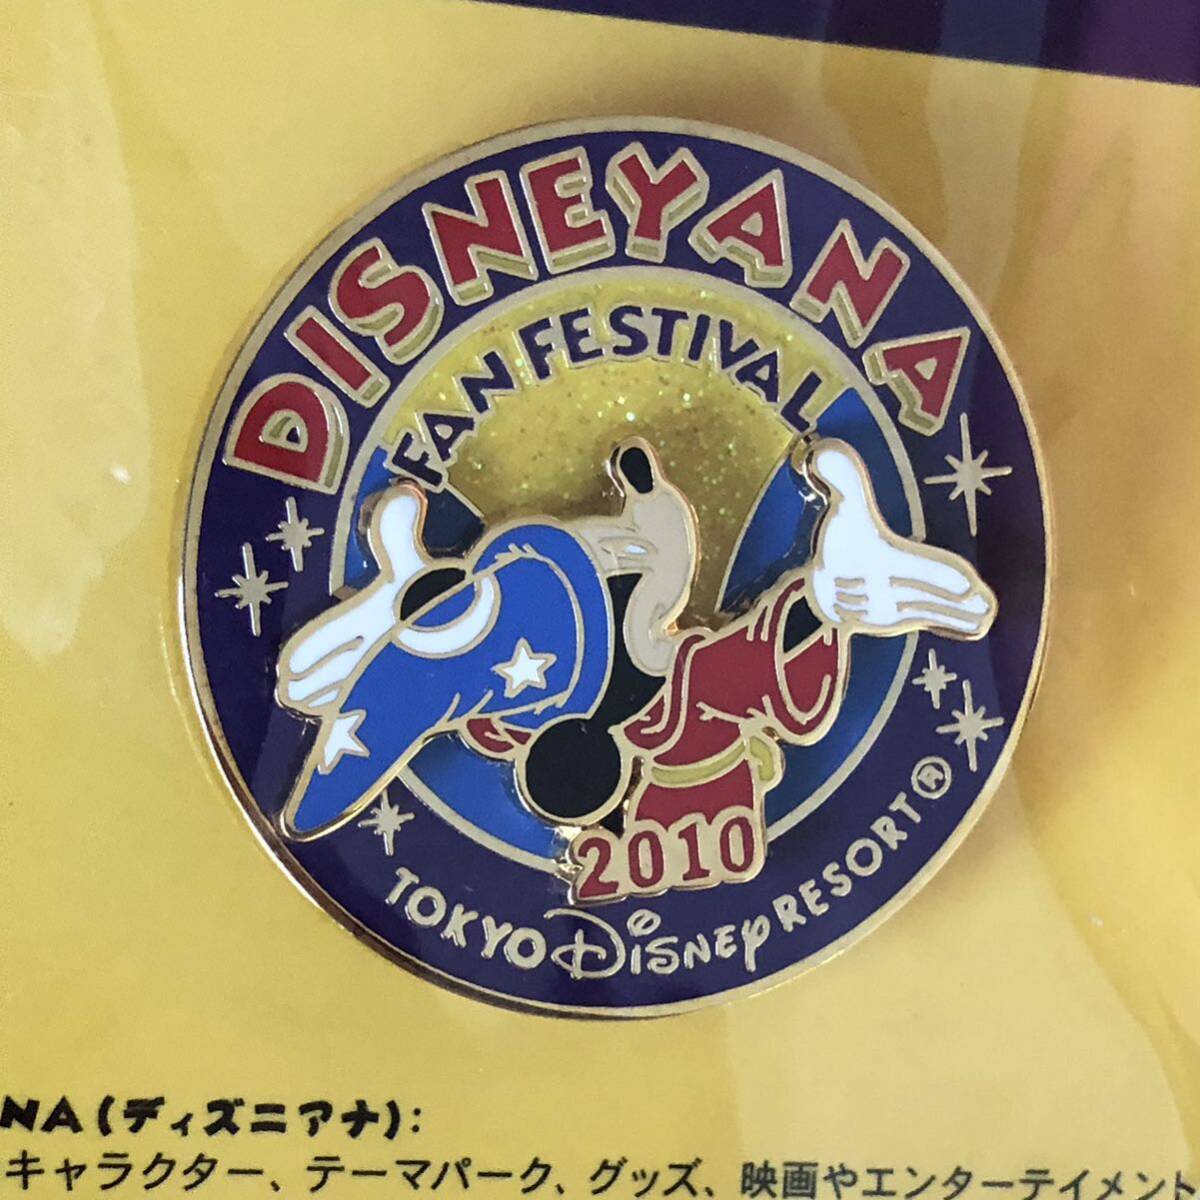 DISNEYANA
FAN FESTIVAL
2010
TOKYO DISNEY RESORT®
NA (ディズニアナ):
キャラクター、テーマパーク、グッズ、映画やエンターテイメント